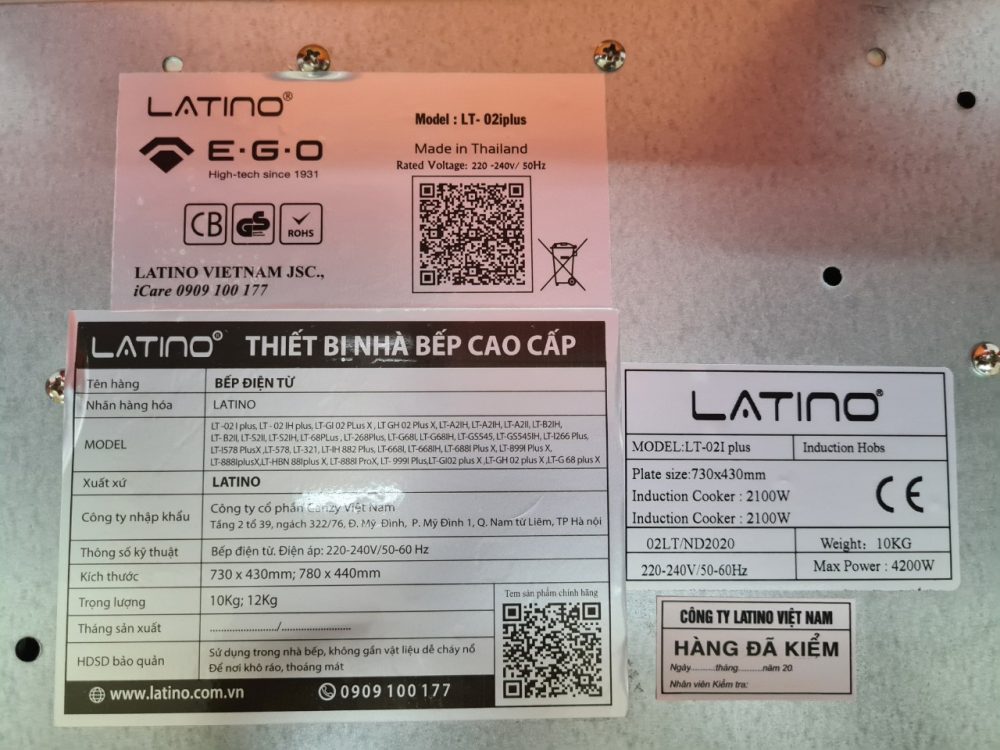 LATINO®
E·G·O
High-tech since 1931
CB GS ROHS
LATINO VIETNAM JSC.,
iCare 0909 100 177
Model : LT- 02iplus
Made in Thailand
Rated Voltage: 220 -240v/ 50Hz
LATINO® THIẾT BỊ NHÀ BẾP CAO CẤP
Tên hàng BẾP ĐIỆN TỪ
Nhãn hàng hóa LATINO
MODEL
LT -02 I plus, LT - 02 IH plus, LT-GI 02 PLus X , LT GH 02 Plus X, LT-A2IH, LT-A2IH, LT-A2II, LT-B2IH,
LT- B2II, LT-S2II, LT-S2IH, LT-68PLus , LT-268Plus, LT-G68I, LT-G68IH, LT-GS545, LT-GS545IH, LT-I266 Plus,
LT-I578 PlusX ,LT-578, LT-321, LT-IH 882 Plus, LT-668I, LT-668IH, LT-688I Plus X, LT-899I Plus X,
LT-888IplusX,LT-HBN 88Iplus X, LT-888I ProX, LT- 999I Plus,LT-GI02 plus X ,LT-GH 02 plus X ,LT-G 68 plus X
Xuất xứ LATINO
Công ty nhập khẩu
Công ty cổ phần Canzy Việt Nam
Tầng 2 tổ 39, ngách 322/76, Đ. Mỹ Đình, P. Mỹ Đình 1, Q. Nam từ Liêm, TP Hà nội
Thông số kỹ thuật Bếp điện từ. Điện áp: 220-240V/50-60 Hz
Kích thước 730 x 430mm; 780 x 440mm
Trọng lượng 10Kg; 12Kg
Tháng sản xuất ......................./........................
HDSD bảo quản
Sử dụng trong nhà bếp, không gần vật liệu dễ cháy nổ
Để nơi khô ráo, thoáng mát
Tem sản phẩm chính hãng
www.latino.com.vn 0909 100 177
LATINO®
MODEL:LT-02I plus Induction Hobs
Plate size:730x430mm
Induction Cooker : 2100W
Induction Cooker : 2100W
CE
02LT/ND2020 Weight: 10KG
220-240V/50-60Hz Max Power : 4200W
CÔNG TY LATINO VIỆT NAM
HÀNG ĐÃ KIỂM
Ngày.........tháng.........năm 20
Nhân viên Kiểm tra: